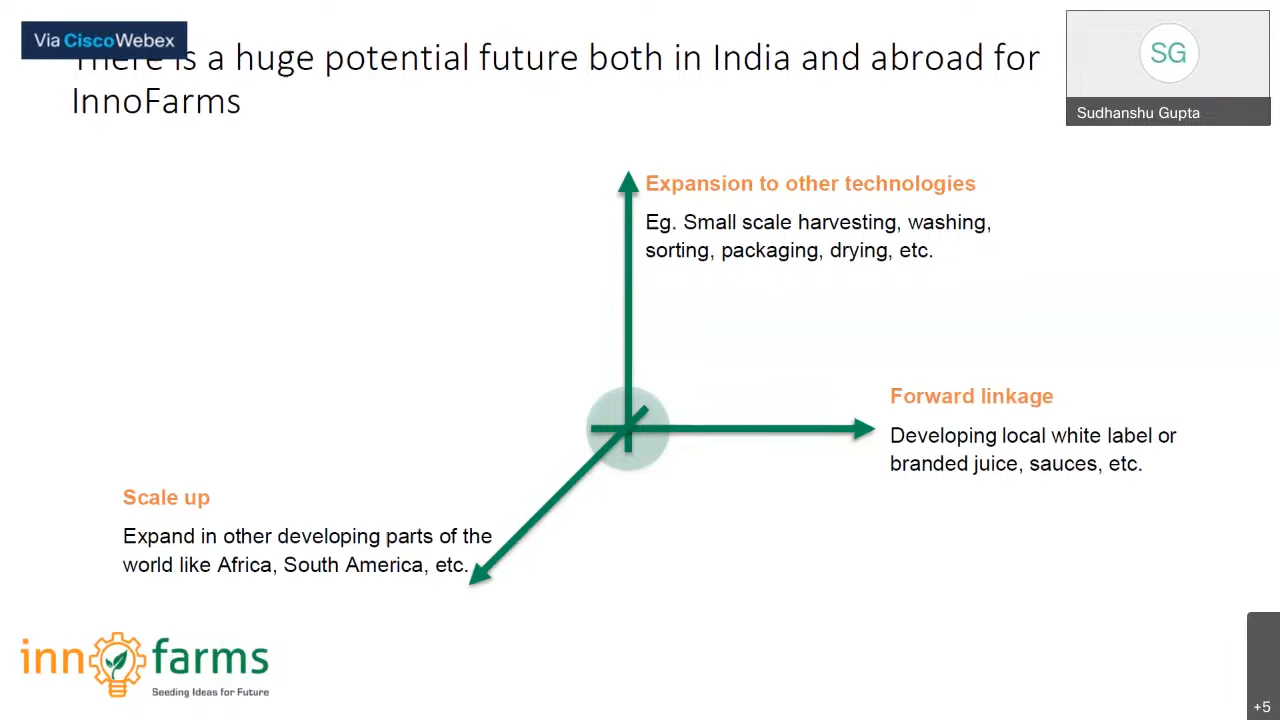 Via Cisco Webex
There is a huge potential future both in India and abroad for
InnoFarms
SG
Sudhanshu Gupta
Expansion to other technologies
Eg. Small scale harvesting, washing,
sorting, packaging, drying, etc.
Forward linkage
Developing local white label or
branded juice, sauces, etc.
Scale up
Expand in other developing parts of the
world like Africa, South America, etc.
inn farms
Seeding Ideas for Future
+5